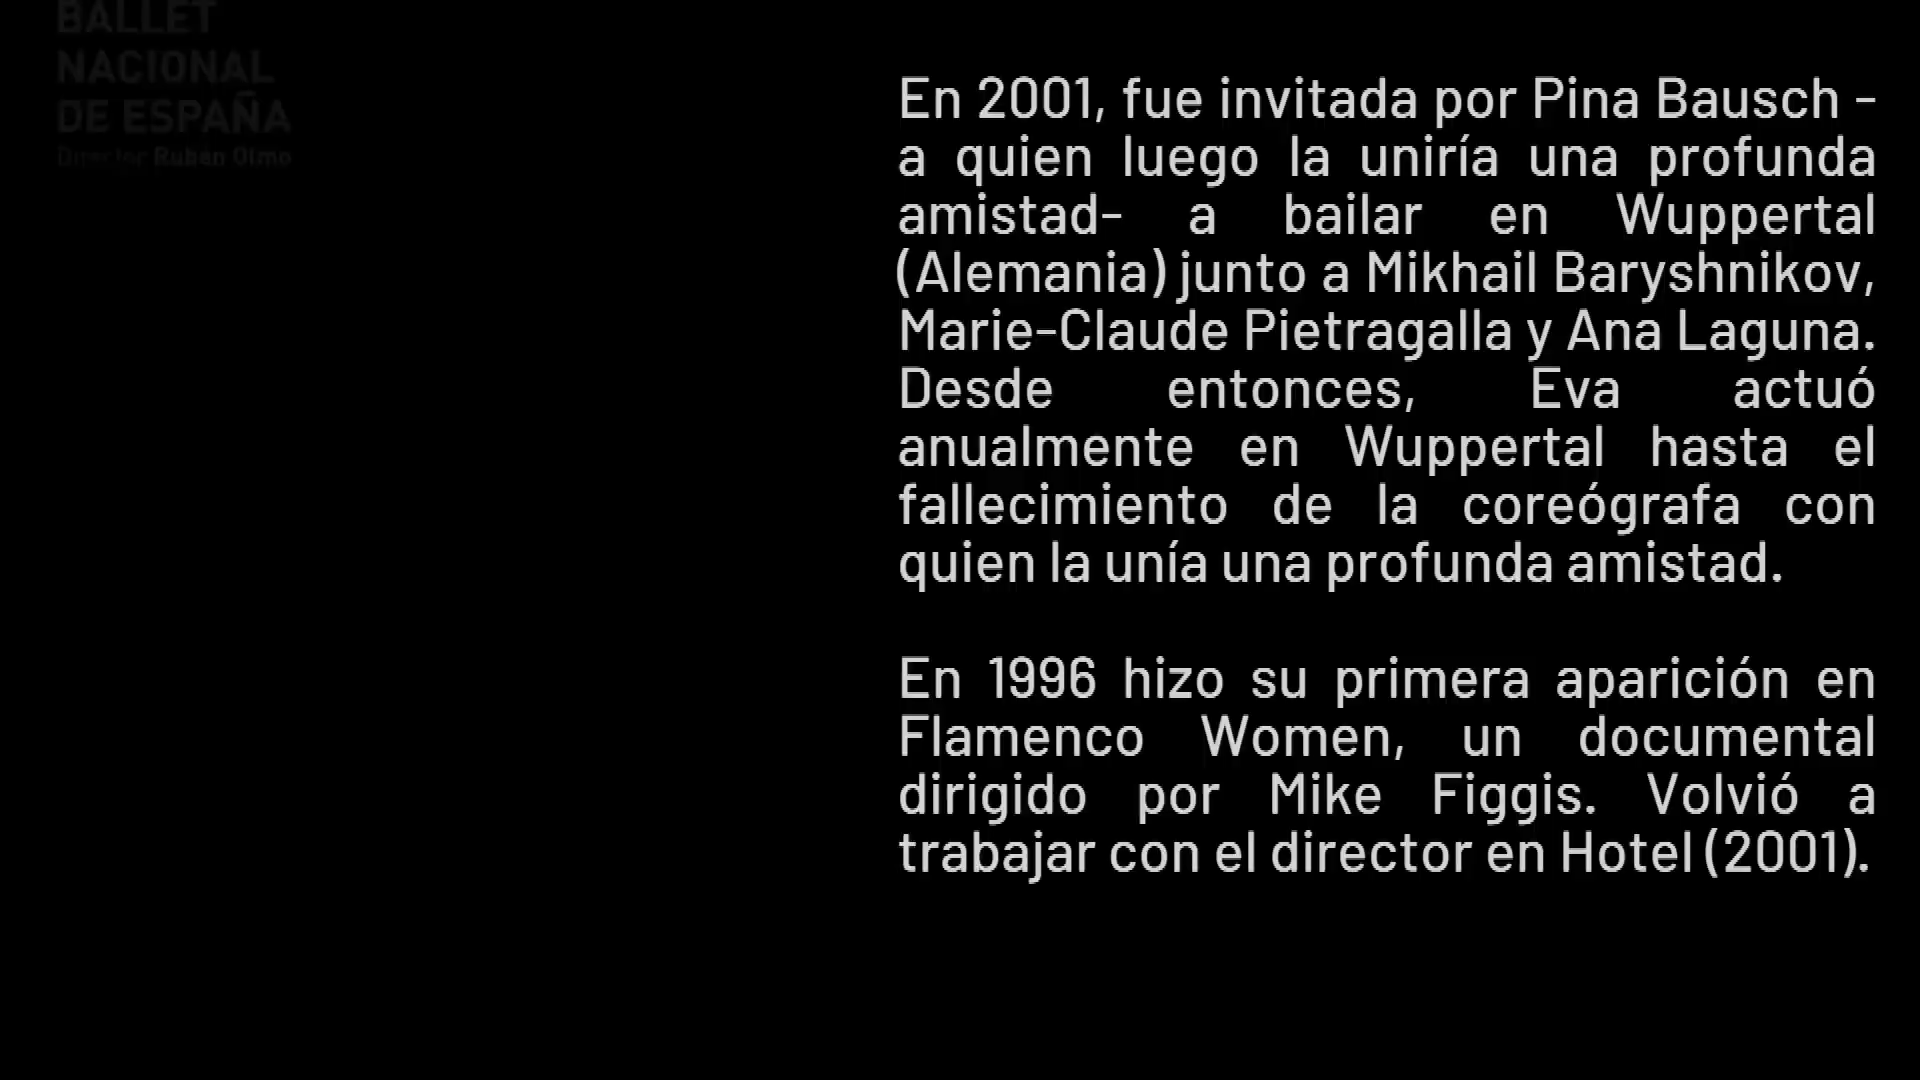 BALLET
NACIONAL
DE ESPAÑA
Director Rubén Olmo
En 2001, fue invitada por Pina Bausch -
a quien luego la uniría una profunda
amistad- a bailar en Wuppertal
(Alemania) junto a Mikhail Baryshnikov,
Marie-Claude Pietragalla y Ana Laguna.
Desde entonces, Eva actuó
anualmente en Wuppertal hasta el
fallecimiento de la coreógrafa con
quien la unía una profunda amistad.
En 1996 hizo su primera aparición en
Flamenco Women, un documental
dirigido por Mike Figgis. Volvió a
trabajar con el director en Hotel (2001).